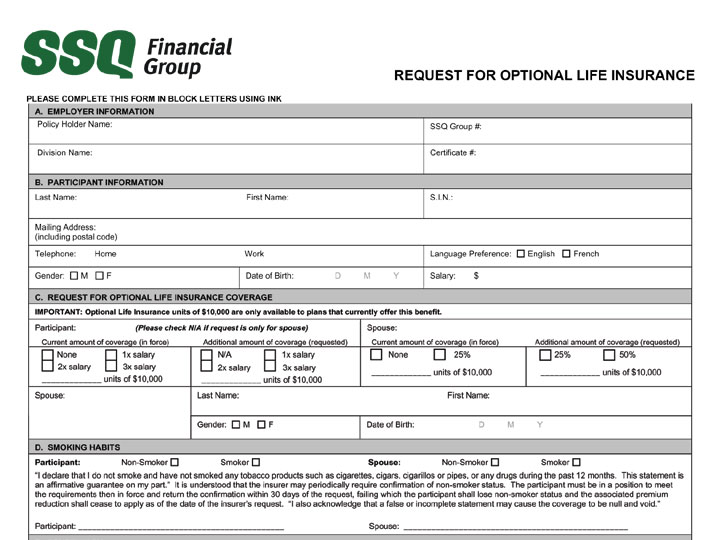 SSQ Financial
Group
REQUEST FOR OPTIONAL LIFE INSURANCE
PLEASE COMPLETE THIS FORM IN BLOCK LETTERS USING INK
A. EMPLOYER INFORMATION
Policy Holder Name: SSQ Group #:
Division Name: Certificate #:
B. PARTICIPANT INFORMATION
Last Name: First Name: S.I.N.:
Mailing Address:
(including postal code)
Telephone: Home Work Language Preference: English French
Gender: M F Date of Birth: D M Y Salary: $
C. REQUEST FOR OPTIONAL LIFE INSURANCE COVERAGE
IMPORTANT: Optional Life Insurance units of $10,000 are only available to plans that currently offer this benefit.
Participant: (Please check N/A if request is only for spouse) Spouse:
Current amount of coverage (in force) Additional amount of coverage (requested) Current amount of coverage (in force) Additional amount of coverage (requested)
None 1x salary N/A 1x salary None 25% 25% 50%
2x salary 3x salary 2x salary 3x salary
_____________ units of $10,000 _____________ units of $10,000 _____________ units of $10,000 _____________ units of $10,000
Spouse: Last Name: First Name:
Gender: M F Date of Birth: D M Y
D. SMOKING HABITS
Participant: Non-Smoker Smoker Spouse: Non-Smoker Smoker
"I declare that I do not smoke and have not smoked any tobacco products such as cigarettes, cigars, cigarillos or pipes, or any drugs during the past 12 months. This statement is
an affirmative guarantee on my part." It is understood that the insurer may periodically require confirmation of non-smoker status. The participant must be in a position to meet
the requirements then in force and return the confirmation within 30 days of the request, failing which the participant shall lose non-smoker status and the associated premium
reduction shall cease to apply as of the date of the insurer's request. "I also acknowledge that a false or incomplete statement may cause the coverage to be null and void."
Participant: _____________________________________________ Spouse: _________________________________________________